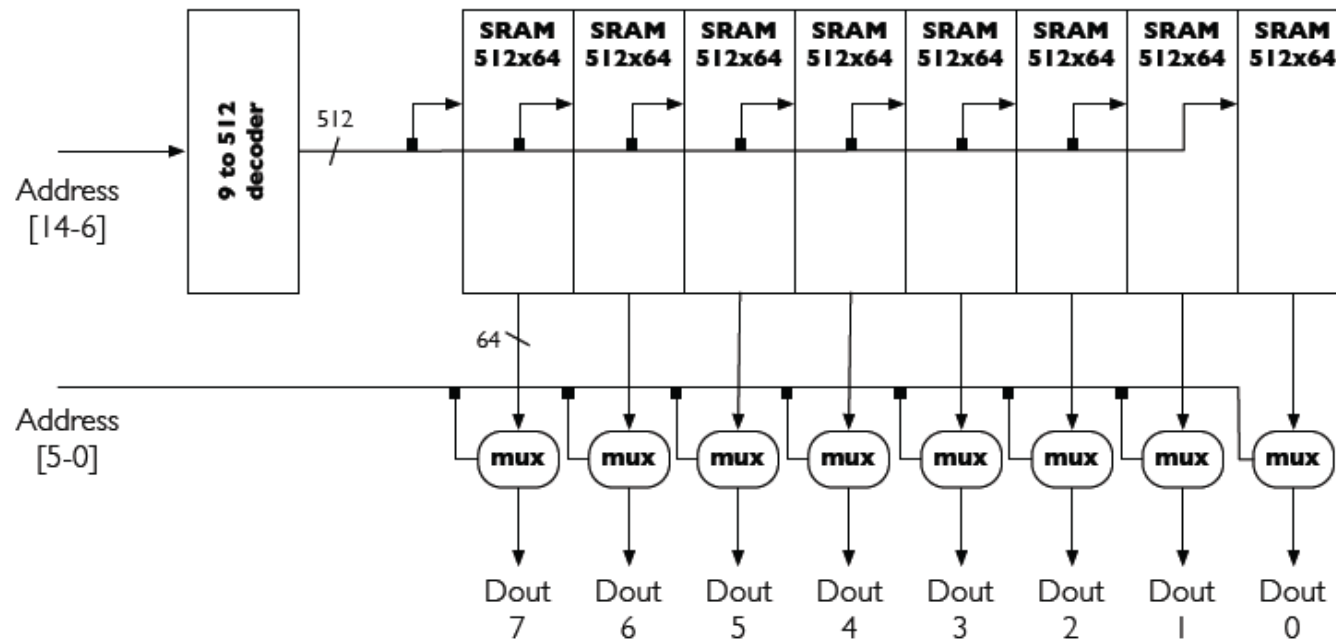 SRAM SRAM SRAM SRAM SRAM SRAM SRAM SRAM
512x64 512x64 512x64 512x64 512x64 512x64 512x64 512x64
9 to 512
decoder
512
Address
[14-6]
64
Address
[5-0]
mux mux mux mux mux mux mux mux
Dout Dout Dout Dout Dout Dout Dout Dout
7 6 5 4 3 2 1 0